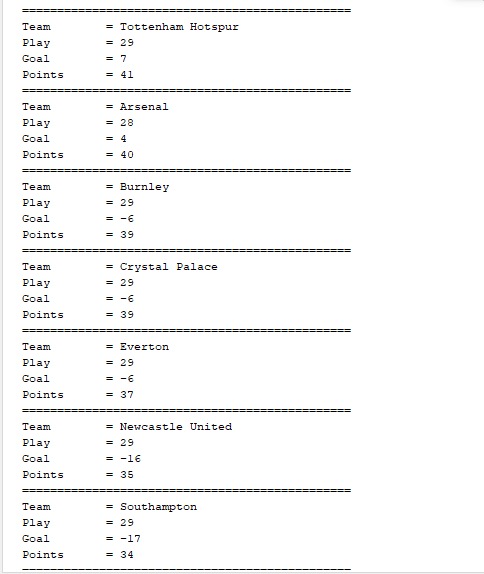 ===============================================
Team = Tottenham Hotspur
Play = 29
Goal = 7
Points = 41
===============================================
Team = Arsenal
Play = 28
Goal = 4
Points = 40
===============================================
Team = Burnley
Play = 29
Goal = -6
Points = 39
===============================================
Team = Crystal Palace
Play = 29
Goal = -6
Points = 39
===============================================
Team = Everton
Play = 29
Goal = -6
Points = 37
===============================================
Team = Newcastle United
Play = 29
Goal = -16
Points = 35
===============================================
Team = Southampton
Play = 29
Goal = -17
Points = 34
===============================================